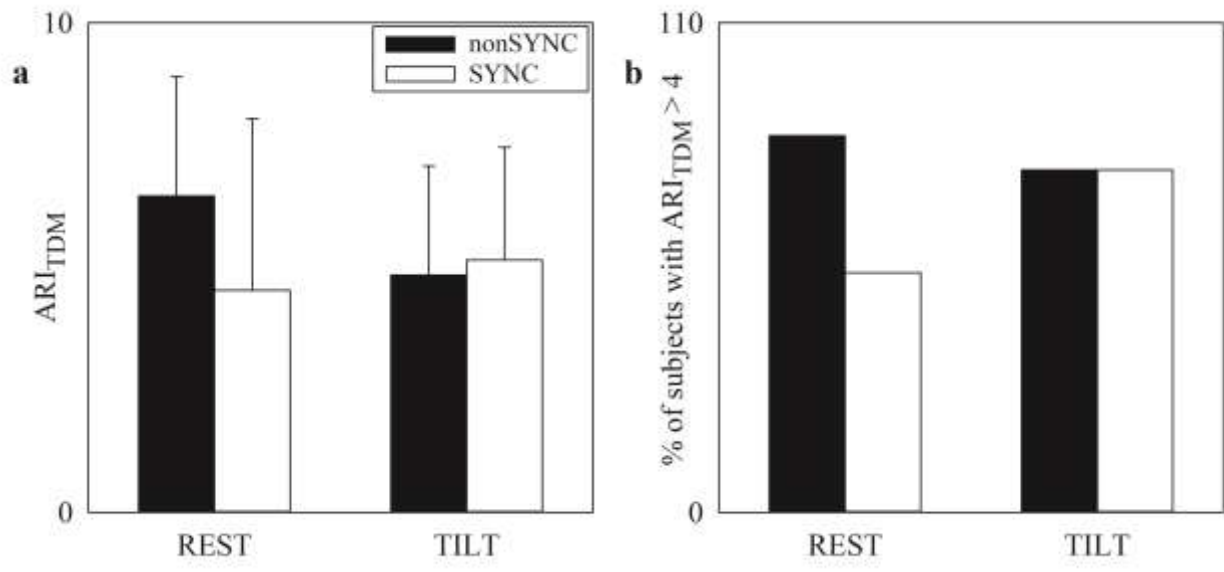 a
10
nonSYNC
SYNC
ARI_TDM
0
REST TILT
b
110
% of subjects with ARI_TDM > 4
0
REST TILT